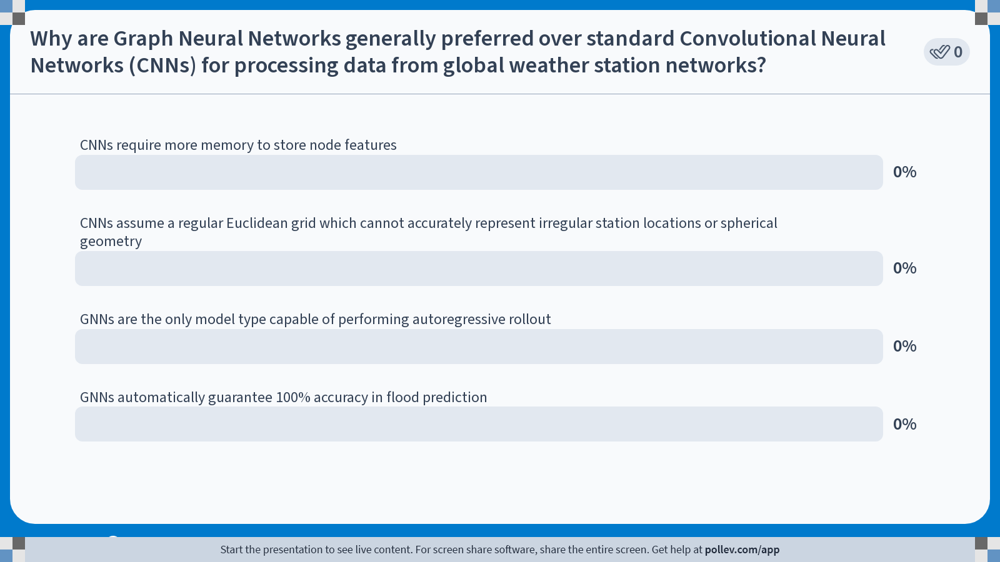 Why are Graph Neural Networks generally preferred over standard Convolutional Neural
Networks (CNNs) for processing data from global weather station networks?
0
CNNs require more memory to store node features
0%
CNNs assume a regular Euclidean grid which cannot accurately represent irregular station locations or spherical
geometry
0%
GNNs are the only model type capable of performing autoregressive rollout
0%
GNNs automatically guarantee 100% accuracy in flood prediction
0%
Start the presentation to see live content. For screen share software, share the entire screen. Get help at pollev.com/app